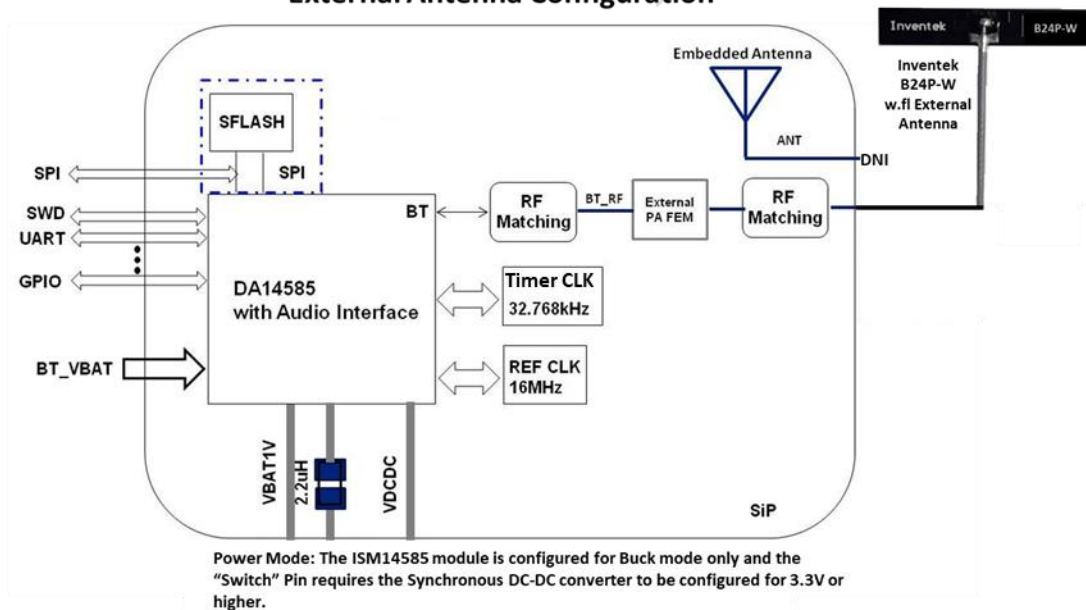 External Antenna Configuration
Inventek
B24P-W
Inventek
B24P-W
w.fl External
Antenna
Embedded Antenna
ANT
DNI
SFLASH
SPI
SPI
SWD
UART
GPIO
BT
RF
Matching
BT_RF
External
PA FEM
RF
Matching
DA14585
with Audio Interface
Timer CLK
32.768kHz
REF CLK
16MHz
BT_VBAT
VBAT1V
2.2uH
VDCDC
SiP
Power Mode: The ISM14585 module is configured for Buck mode only and the
“Switch” Pin requires the Synchronous DC-DC converter to be configured for 3.3V or
higher.